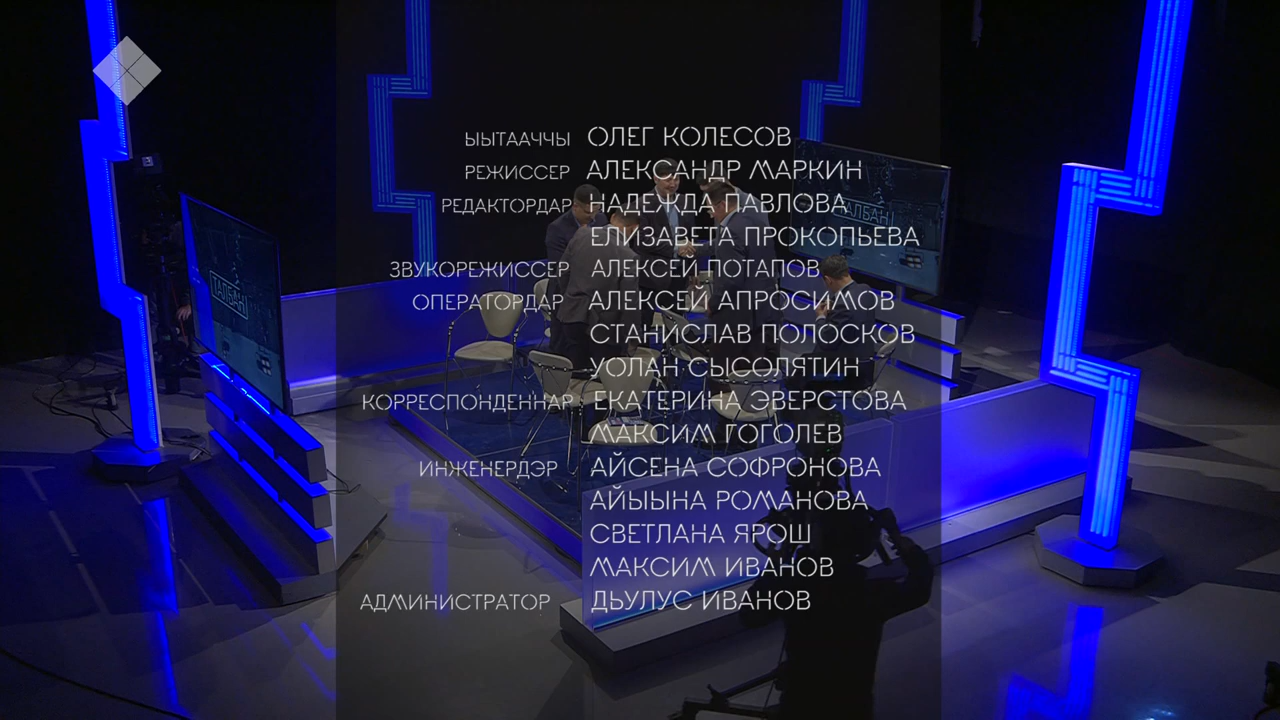 ЫЫТААЧЧЫ ОЛЕГ КОЛЕСОВ
РЕЖИССЕР АЛЕКСАНДР МАРКИН
РЕДАКТОРДАР НАДЕЖДА ПАВЛОВА
ЕЛИЗАВЕТА ПРОКОПЬЕВА
ЗВУКОРЕЖИССЕР АЛЕКСЕЙ ПОТАПОВ
ОПЕРАТОРДАР АЛЕКСЕЙ АПРОСИМОВ
СТАНИСЛАВ ПОЛОСКОВ
УОЛАН СЫСОЛЯТИН
КОРРЕСПОНДЕННАР ЕКАТЕРИНА ЭВЕРСТОВА
МАКСИМ ГОГОЛЕВ
ИНЖЕНЕРДЭР АЙСЕНА СОФРОНОВА
АЙЫЫНА РОМАНОВА
СВЕТЛАНА ЯРОШ
МАКСИМ ИВАНОВ
АДМИНИСТРАТОР ДЬУЛУС ИВАНОВ
ТАЛБАН
ТАЛБАН